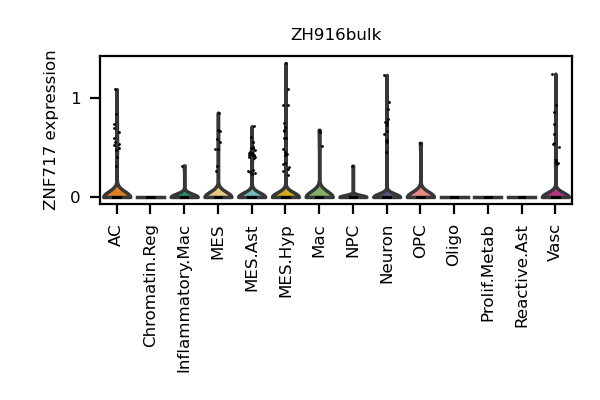 ZH916bulk
ZNF717 expression
1
0
AC
Chromatin.Reg
Inflammatory.Mac
MES
MES.Ast
MES.Hyp
Mac
NPC
Neuron
OPC
Oligo
Prolif.Metab
Reactive.Ast
Vasc